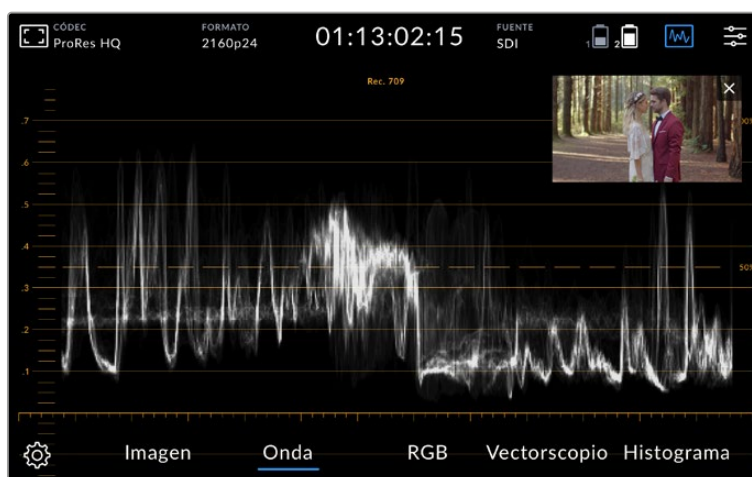 CÓDEC
ProRes HQ
FORMATO
2160p24
01:13:02:15
FUENTE
SDI
1
2
Rec. 709
.7
.6
.5
.4
50%
.3
.2
.1
Imagen
Onda
RGB
Vectorscopio
Histograma